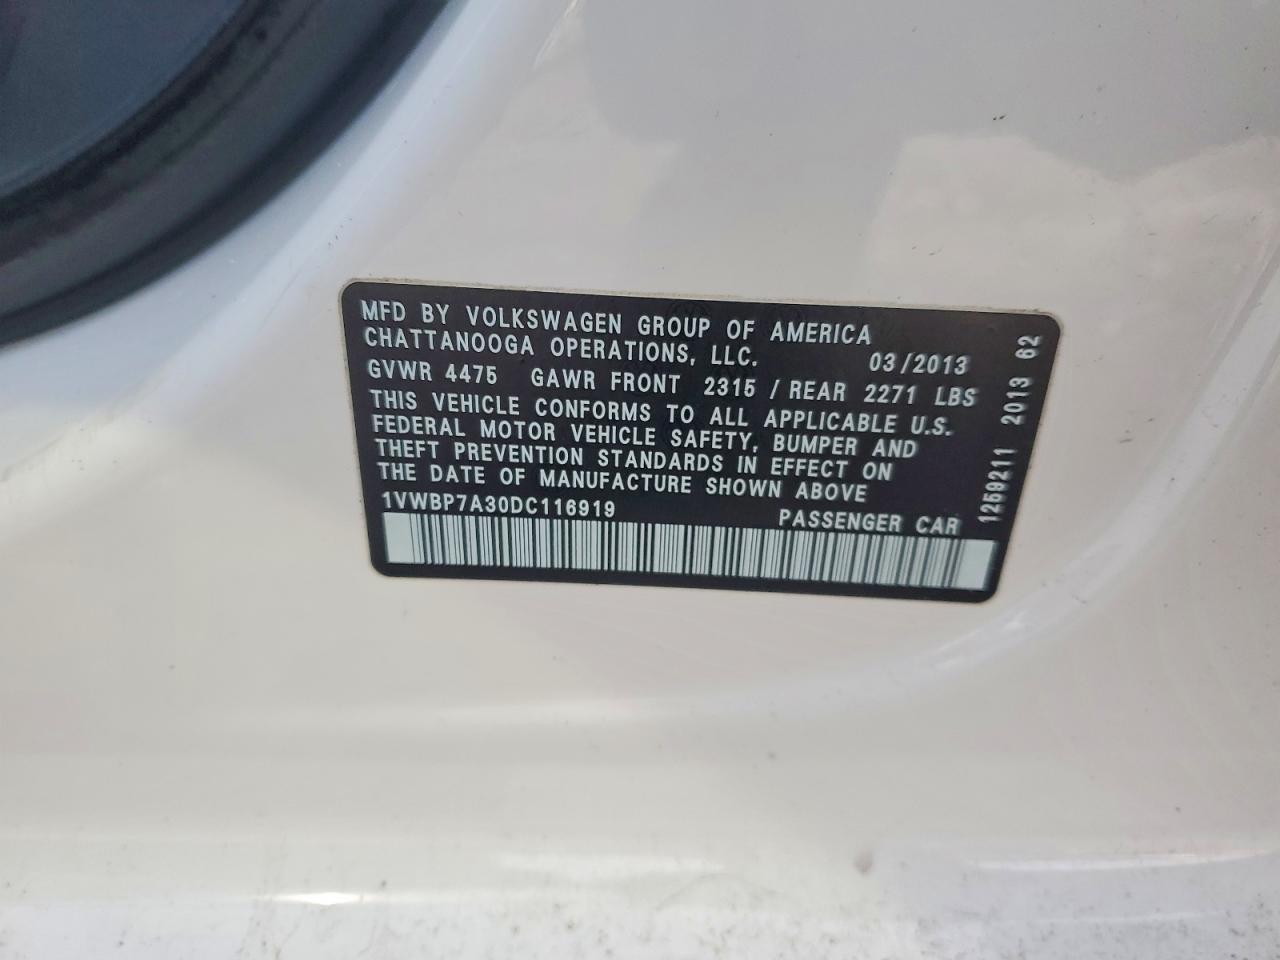 MFD BY VOLKSWAGEN GROUP OF AMERICA
CHATTANOOGA OPERATIONS, LLC. 03/2013
GVWR 4475 GAWR FRONT 2315 / REAR 2271 LBS
THIS VEHICLE CONFORMS TO ALL APPLICABLE U.S.
FEDERAL MOTOR VEHICLE SAFETY, BUMPER AND
THEFT PREVENTION STANDARDS IN EFFECT ON
THE DATE OF MANUFACTURE SHOWN ABOVE
1VWBP7A30DC116919 PASSENGER CAR
1259211 2013 62